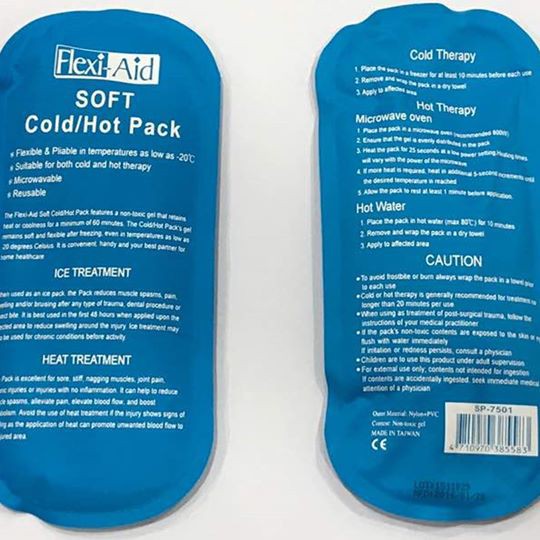 Flexi-Aid
SOFT
Cold/Hot Pack
Flexible & Pliable in temperatures as low as -20℃
Suitable for both cold and hot therapy
Microwavable
Reusable
The Flexi-Aid Soft Cold/Hot Pack features a non-toxic gel that retains
heat or coolness for a minimum of 60 minutes. The Cold/Hot Pack's gel
remains soft and flexible after freezing, even in temperatures as low as
-20 degrees Celsius. It is convenient, handy and your best partner for
home healthcare
ICE TREATMENT
When used as an ice pack, the Pack reduces muscle spasms, pain,
swelling and/or bruising after any type of trauma, dental procedure or
bite. It is best used in the first 48 hours when applied upon the
area to reduce swelling around the injury. Ice treatment may
be used for chronic conditions before activity
HEAT TREATMENT
Pack is excellent for sore, stiff, nagging muscles, joint pain,
injuries or injuries with no inflammation. It can help to reduce
spasms, alleviate pain, elevate blood flow, and boost
Avoid the use of heat treatment if the injury shows signs of
as the application of heat can promote unwanted blood flow to
area.
Cold Therapy
1. Place the pack in a freezer for at least 10 minutes before each use
2. Remove and wrap the pack in a dry towel
3. Apply to affected area
Hot Therapy
Microwave oven
1. Place the pack in a microwave oven (recommended 600W)
2. Ensure that the gel is evenly distributed in the pack
3. Heat the pack for 25 seconds at a low power setting. Heating times
will vary with the power of the microwave
4. If more heat is required, heat in additional 5-second increments until
the desired temperature is reached
5. Allow the pack to rest at least 1 minute before application.
Hot Water
1. Place the pack in hot water (max 80℃) for 10 minutes
2. Remove and wrap the pack in a dry towel
3. Apply to affected area
CAUTION
To avoid frostbite or burn always wrap the pack in a towel prior
to each use
Cold or hot therapy is generally recommended for treatment no
longer than 20 minutes per use
When using as treatment of post-surgical trauma, follow the
instructions of your medical practitioner
If the pack's non-toxic contents are exposed to the skin or
flush with water immediately
If irritation or redness persists, consult a physician
Children are to use this product under adult supervision
For external use only; contents not intended for ingestion
If contents are accidentally ingested, seek immediate medical
attention of a physician
Outer Material: Nylon+PVC
Content: Non-toxic gel
MADE IN TAIWAN
CE
SP-7501
4 710970 385583